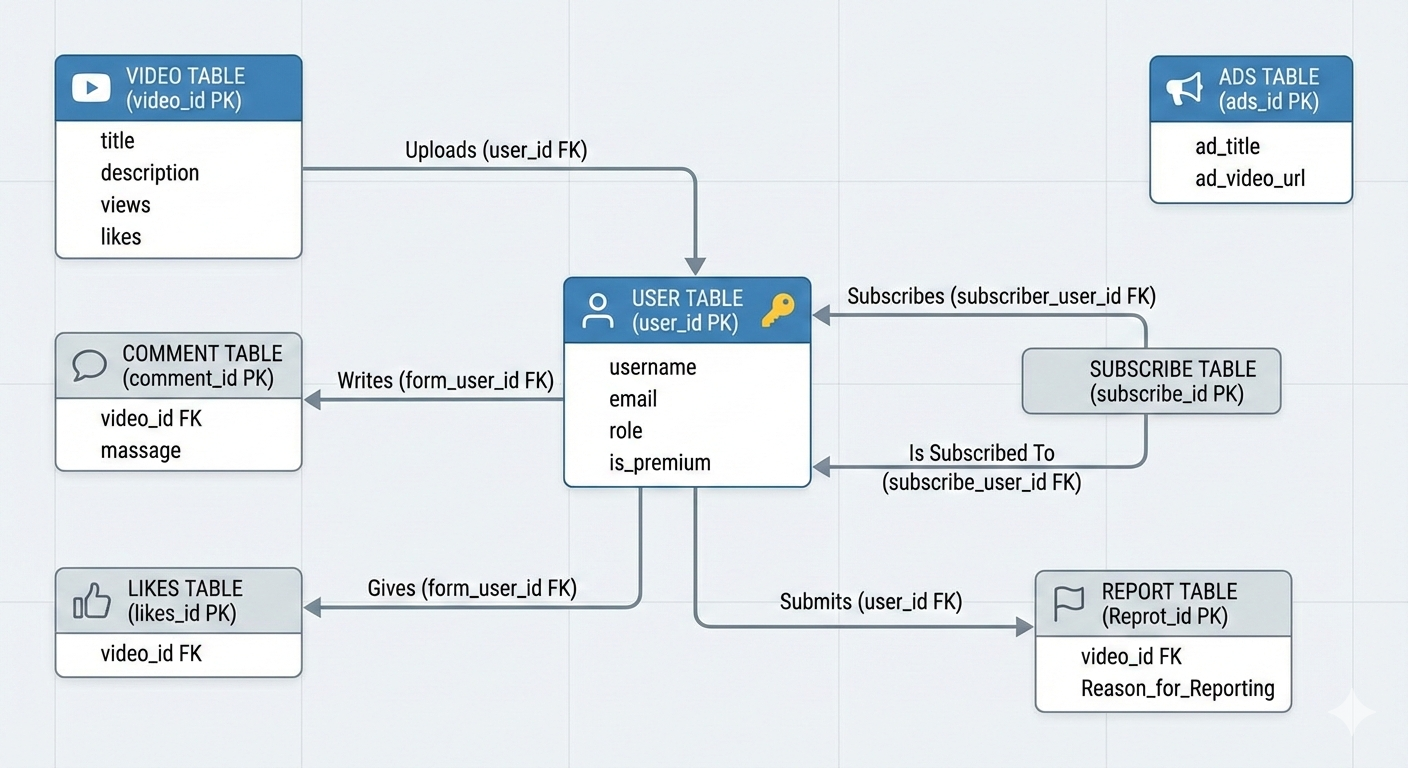 VIDEO TABLE
(video_id PK)
title
description
views
likes
Uploads (user_id FK)
ADS TABLE
(ads_id PK)
ad_title
ad_video_url
USER TABLE
(user_id PK)
username
email
role
is_premium
Subscribes (subscriber_user_id FK)
SUBSCRIBE TABLE
(subscribe_id PK)
Is Subscribed To
(subscribe_user_id FK)
COMMENT TABLE
(comment_id PK)
video_id FK
massage
Writes (form_user_id FK)
LIKES TABLE
(likes_id PK)
video_id FK
Gives (form_user_id FK)
Submits (user_id FK)
REPORT TABLE
(Reprot_id PK)
video_id FK
Reason_for_Reporting